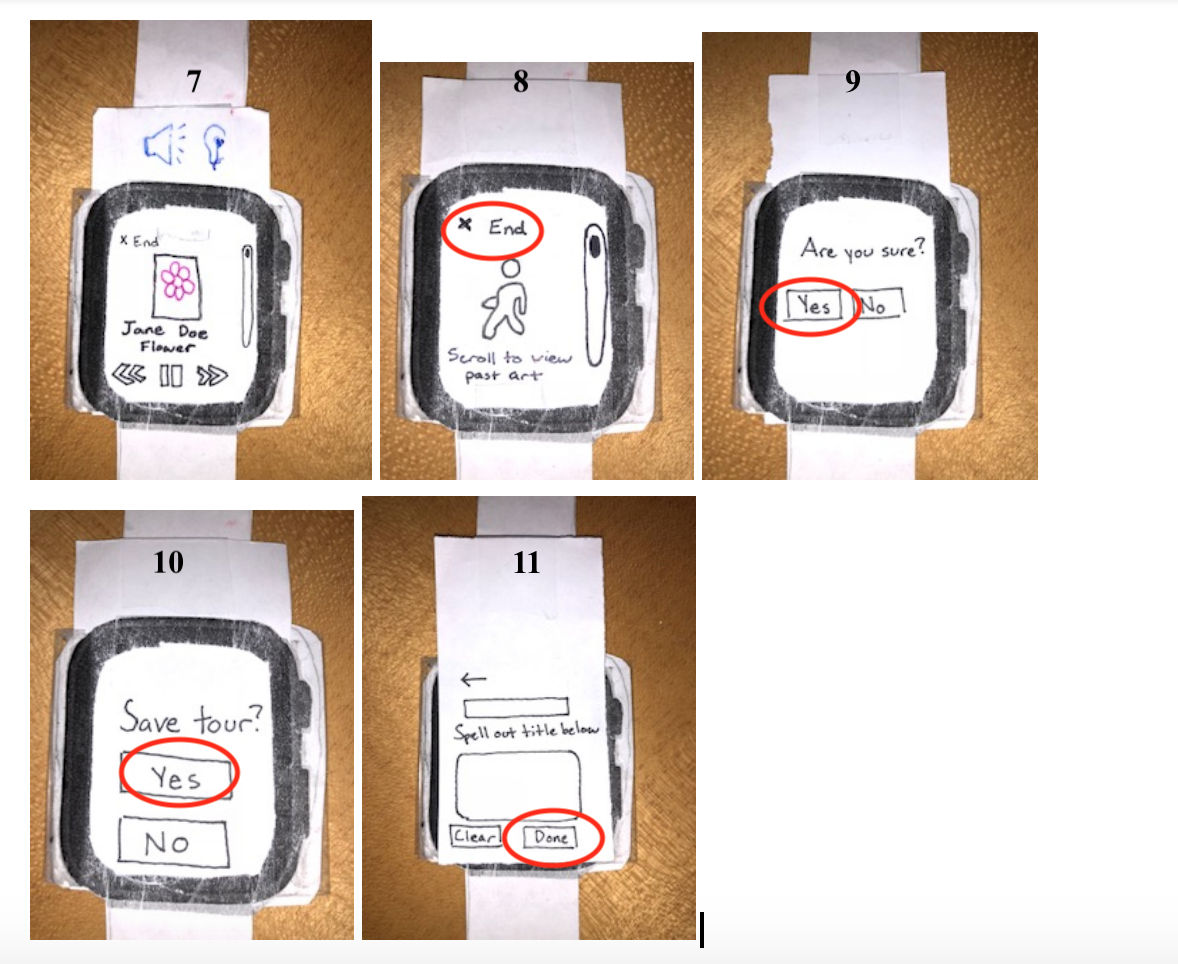 7
x End
Jane Doe
Flower
8
x End
Scroll to view
past art
9
Are you sure?
Yes No
10
Save tour?
Yes
No
11
Spell out title below
Clear Done